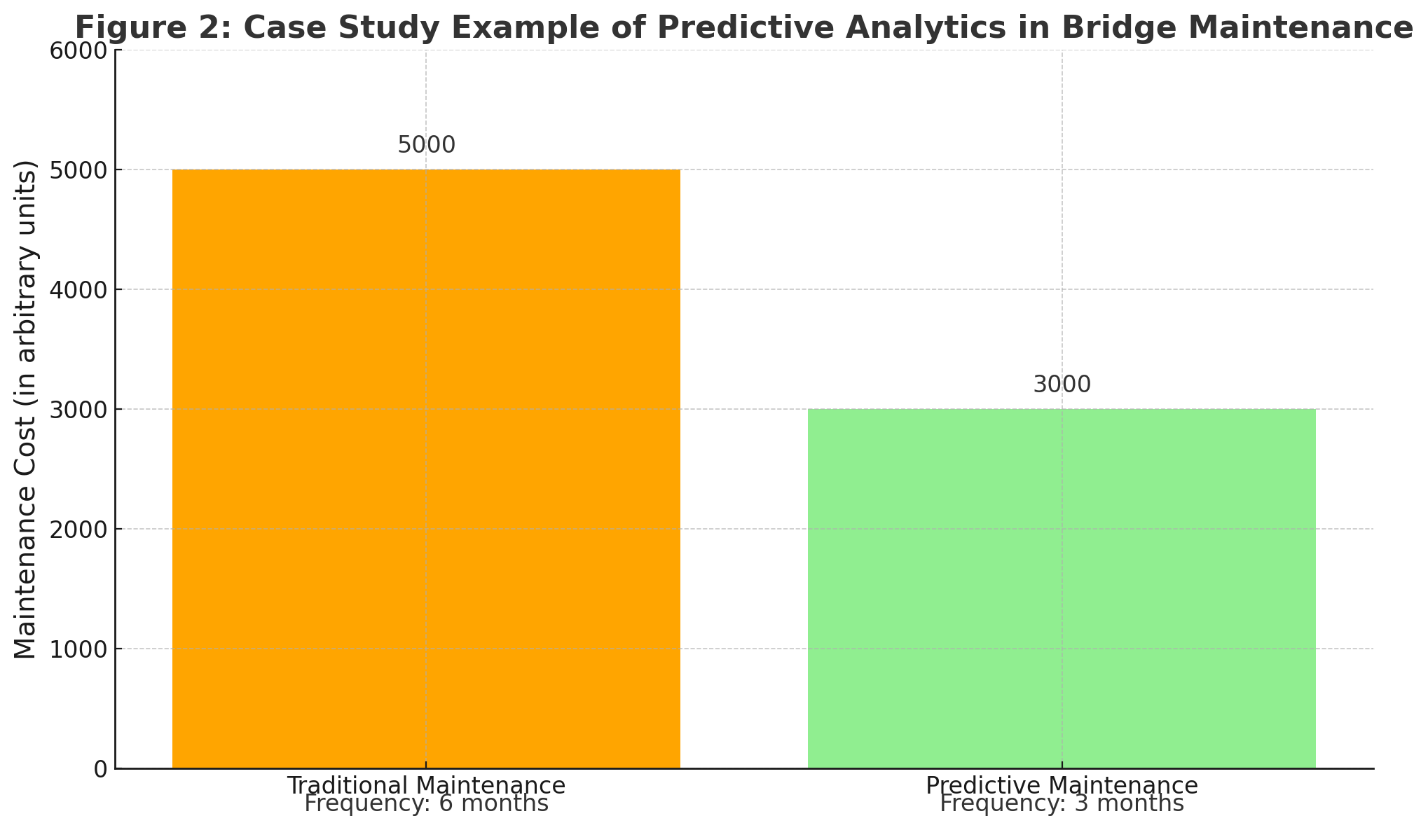 Figure 2: Case Study Example of Predictive Analytics in Bridge Maintenance
Maintenance Cost (in arbitrary units)
6000
5000
4000
3000
2000
1000
0
5000
3000
Traditional Maintenance
Frequency: 6 months
Predictive Maintenance
Frequency: 3 months